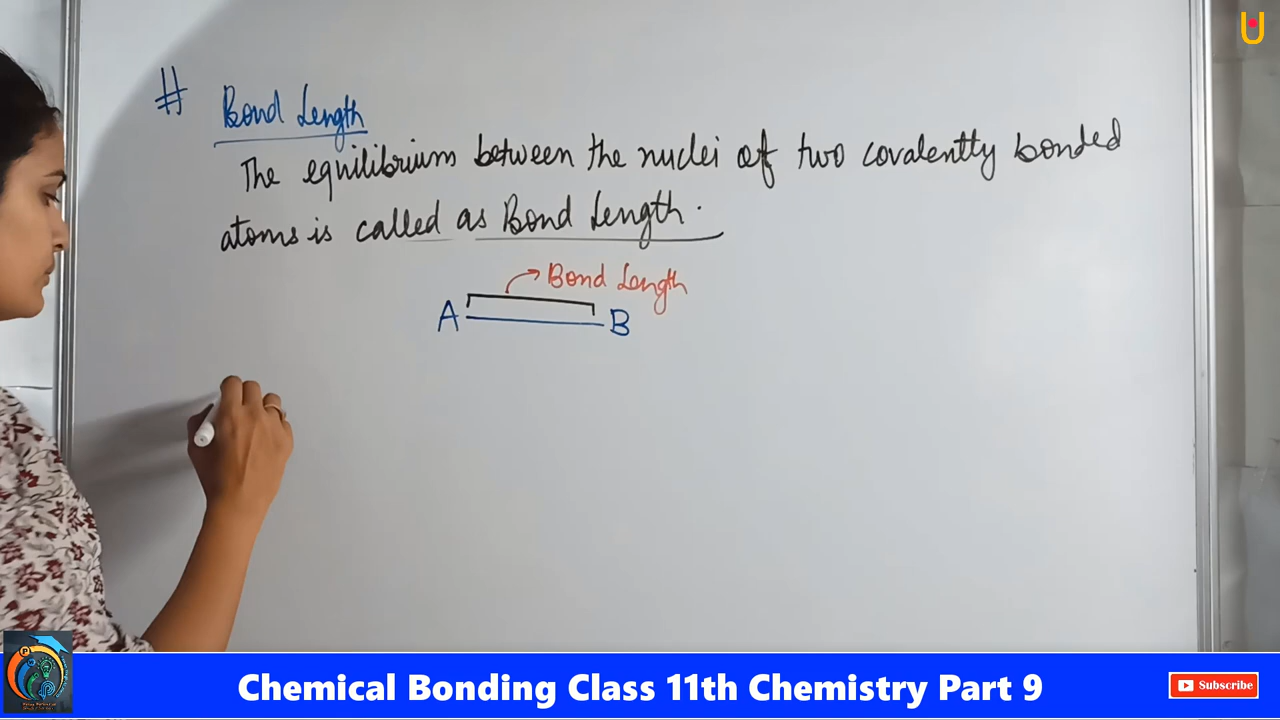 # Bond Length
The equilibrium between the nuclei of two covalently bonded
atoms is called as Bond Length.
Bond Length
A B
Chemical Bonding Class 11th Chemistry Part 9
Subscribe